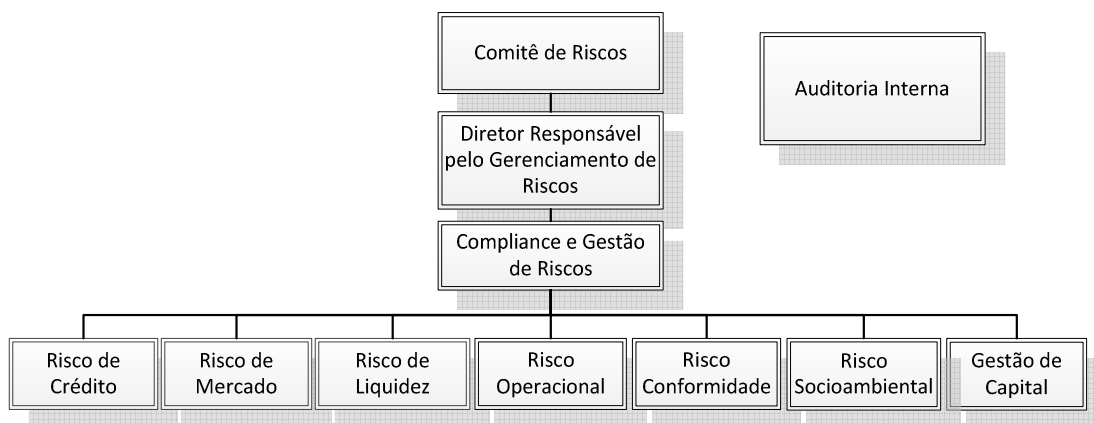 Comitê de Riscos
Auditoria Interna
Diretor Responsável
pelo Gerenciamento de
Riscos
Compliance e Gestão
de Riscos
Risco de
Crédito
Risco de
Mercado
Risco de
Liquidez
Risco
Operacional
Risco
Conformidade
Risco
Socioambiental
Gestão de
Capital